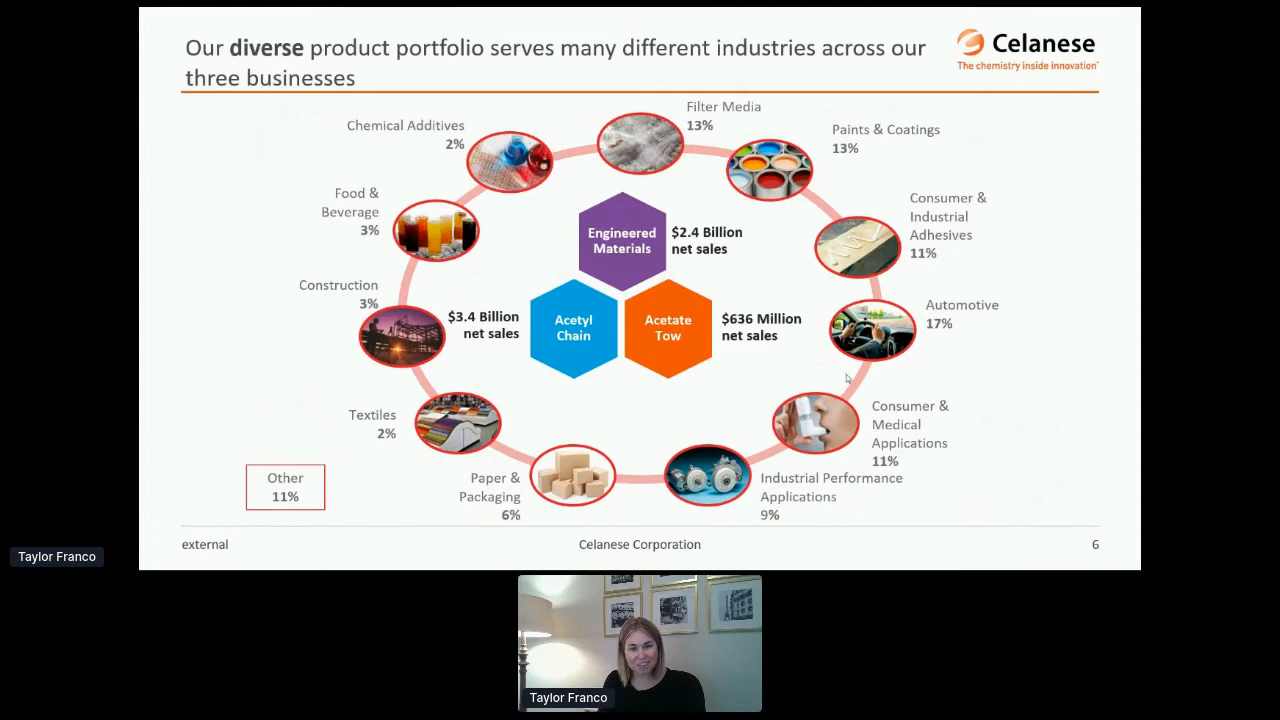 Our diverse product portfolio serves many different industries across our
three businesses
Celanese
The chemistry inside innovation™
Filter Media
13%
Chemical Additives
2%
Paints & Coatings
13%
Food &
Beverage
3%
Consumer &
Industrial
Adhesives
11%
Engineered
Materials
$2.4 Billion
net sales
Construction
3%
Automotive
17%
$3.4 Billion
net sales
Acetyl
Chain
Acetate
Tow
$636 Million
net sales
Textiles
2%
Consumer &
Medical
Applications
11%
Other
11%
Paper &
Packaging
6%
Industrial Performance
Applications
9%
external
Celanese Corporation
6
Taylor Franco
Taylor Franco